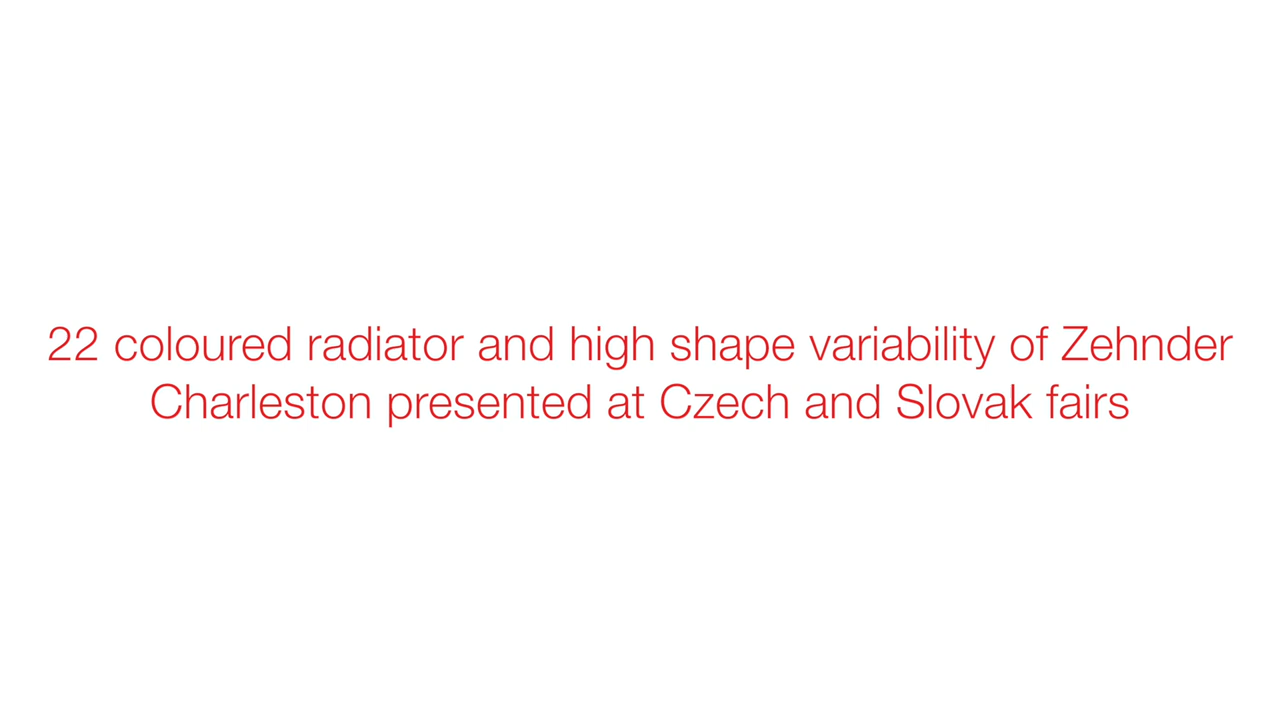 22 coloured radiator and high shape variability of Zehnder
Charleston presented at Czech and Slovak fairs